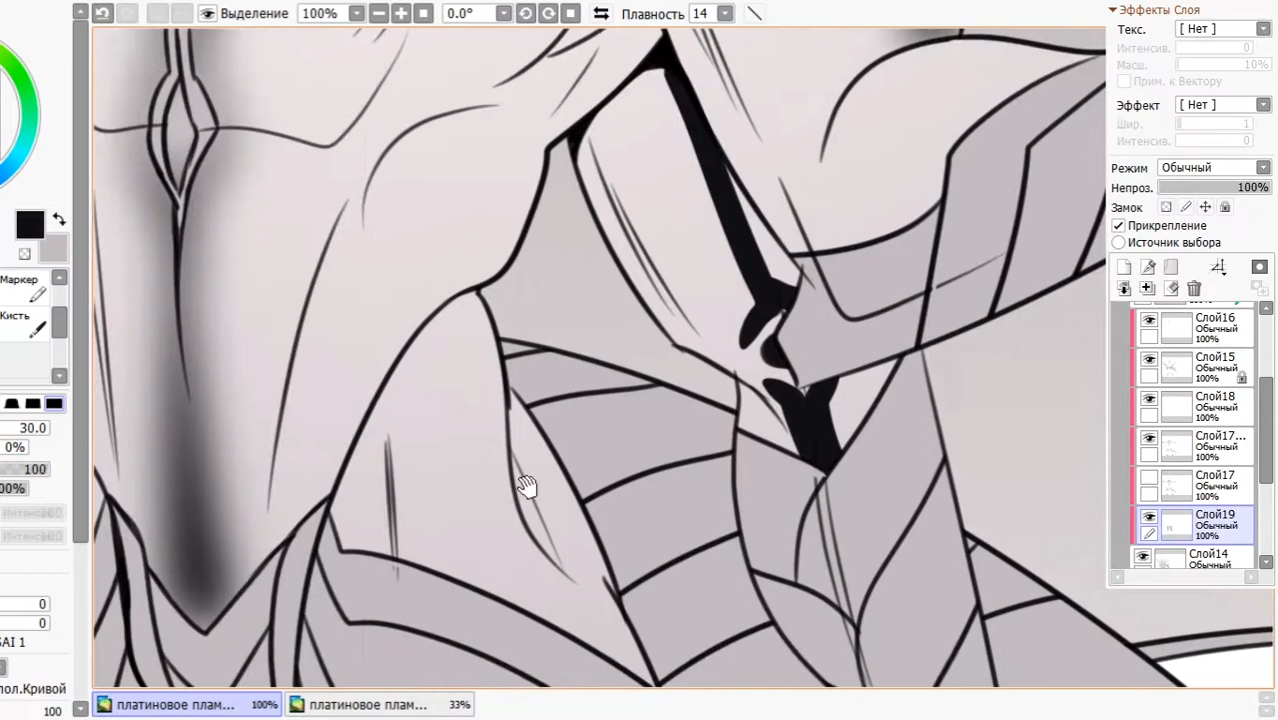 Выделение 100% 0.0° Плавность 14
Эффекты Слоя
Текс. [ Нет ]
Интенсив. 0
Масш. 10%
Прим. к Вектору
Эффект [ Нет ]
Шир. 1
Интенсив. 0
Режим Обычный
Непроз. 100%
Замок
Прикрепление
Источник выбора
Слой16
Обычный
100%
Слой15
Обычный
100%
Слой18
Обычный
100%
Слой17...
Обычный
100%
Слой17
Обычный
100%
Слой19
Обычный
100%
Слой14
Обычный
Маркер
Кисть
30.0
0%
100
0
0
SAI 1
пол.Кривой
100
платиновое плам... 100%
платиновое плам... 33%